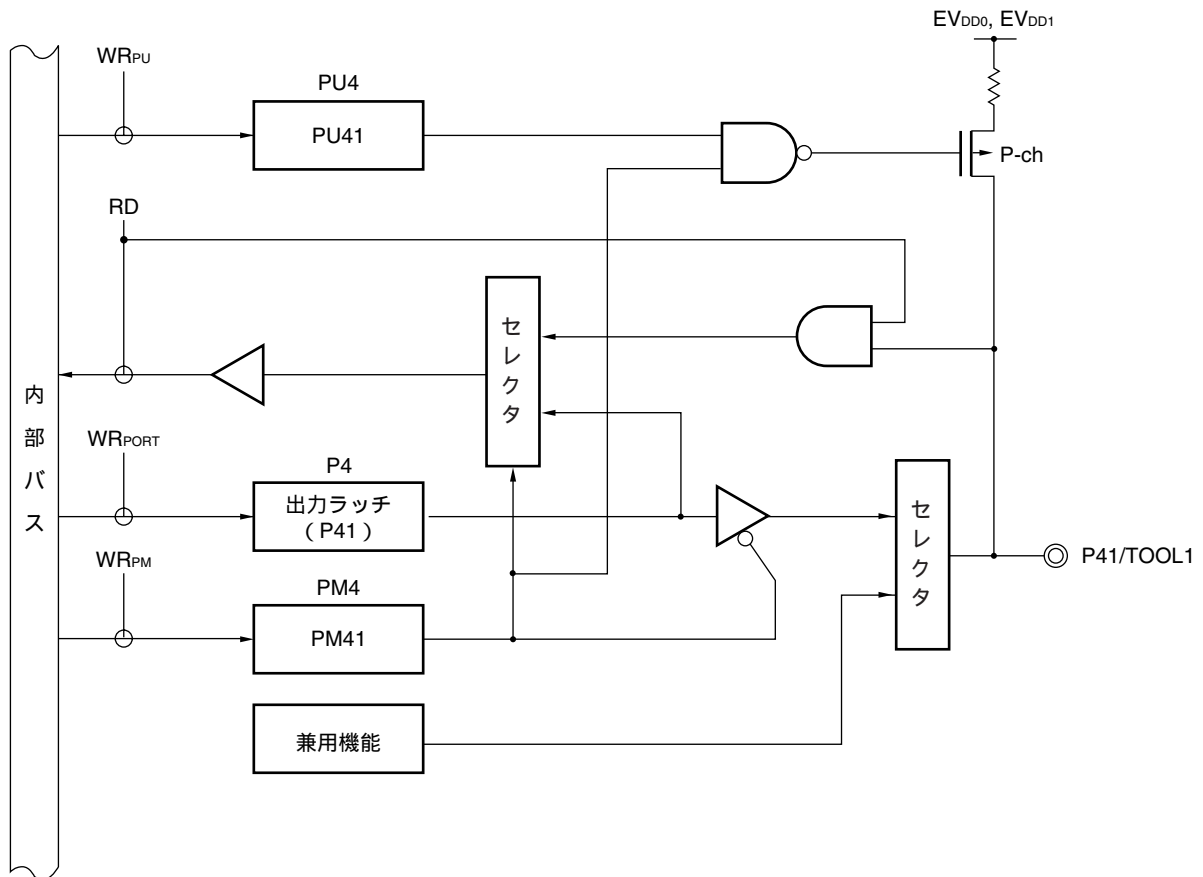 EVDD0, EVDD1
WRPU
PU4
PU41
P-ch
RD
セレクタ
内部バス
WRPORT
P4
出力ラッチ
(P41)
セレクタ
P41/TOOL1
WRPM
PM4
PM41
兼用機能